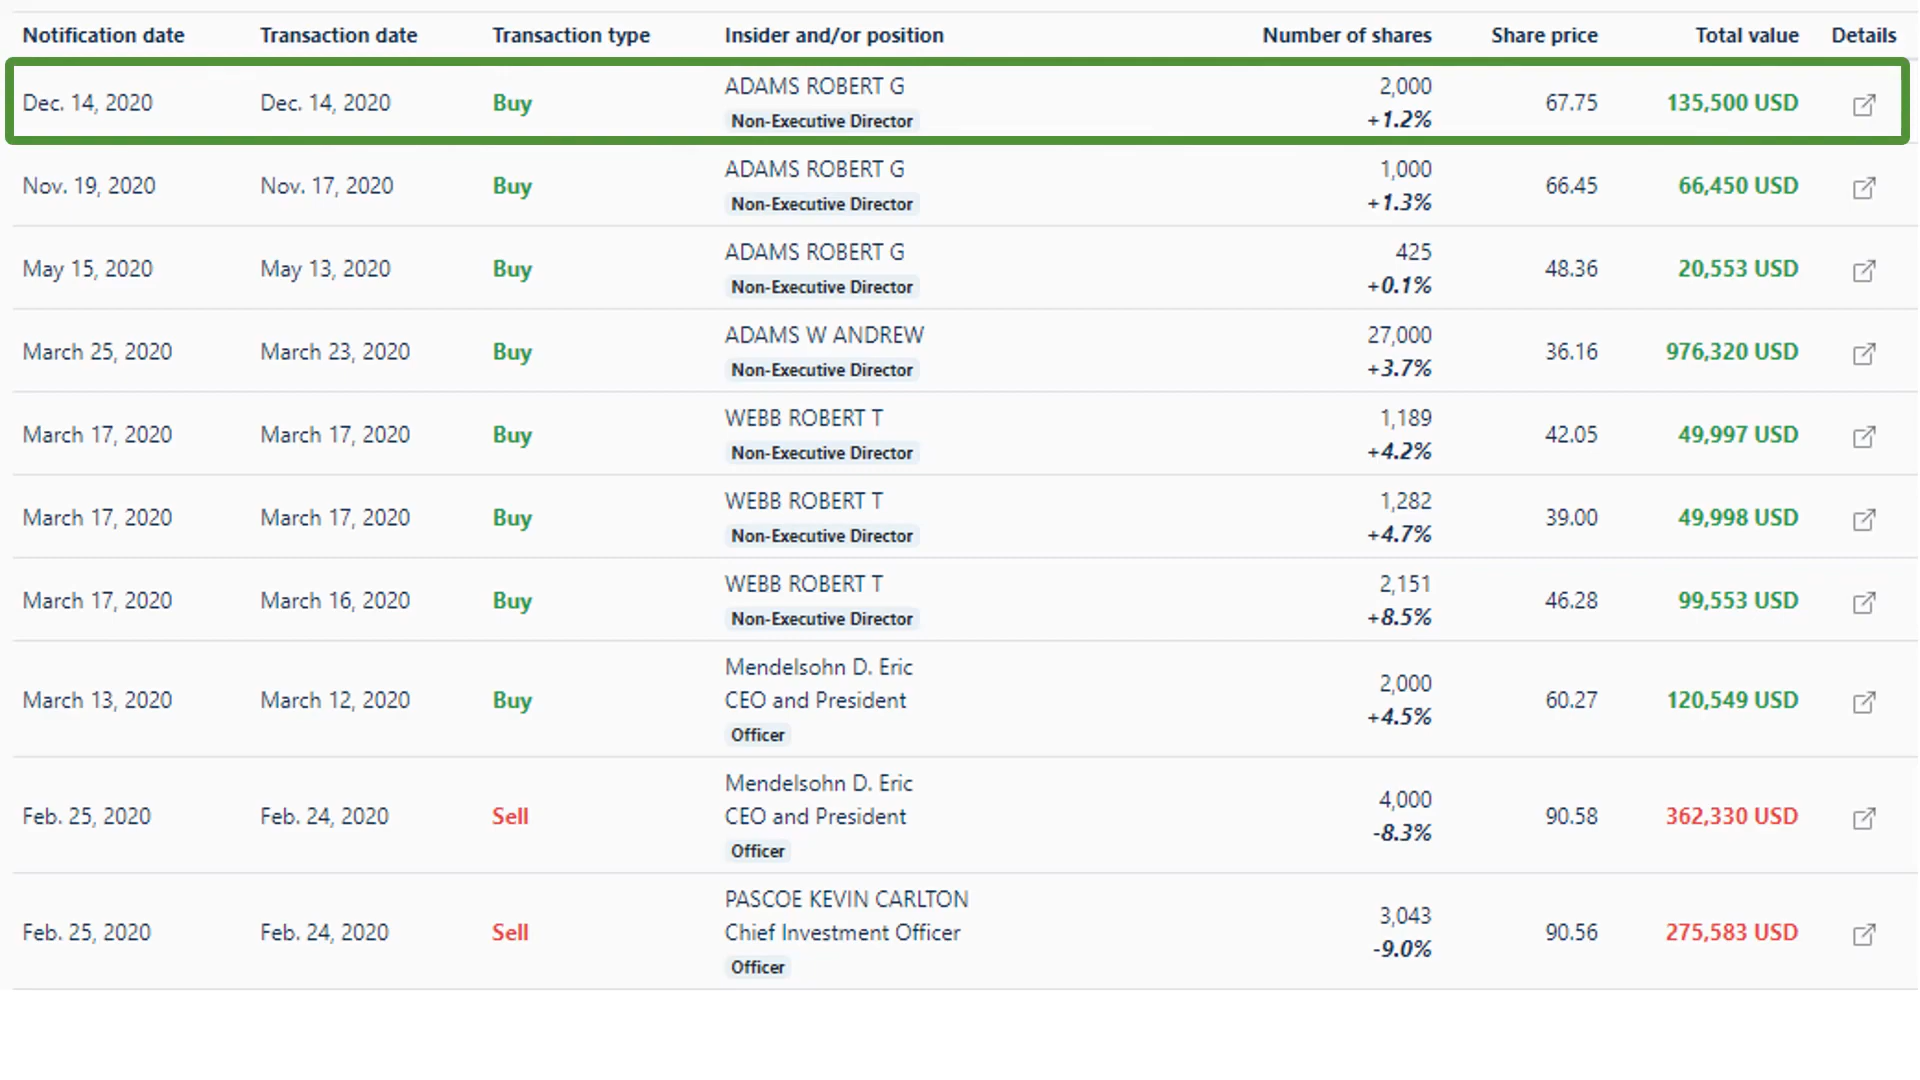 Notification date Transaction date Transaction type Insider and/or position Number of shares Share price Total value Details
Dec. 14, 2020 Dec. 14, 2020 Buy ADAMS ROBERT G 2,000 67.75 135,500 USD
Non-Executive Director +1.2%
Nov. 19, 2020 Nov. 17, 2020 Buy ADAMS ROBERT G 1,000 66.45 66,450 USD
Non-Executive Director +1.3%
May 15, 2020 May 13, 2020 Buy ADAMS ROBERT G 425 48.36 20,553 USD
Non-Executive Director +0.1%
March 25, 2020 March 23, 2020 Buy ADAMS W ANDREW 27,000 36.16 976,320 USD
Non-Executive Director +3.7%
March 17, 2020 March 17, 2020 Buy WEBB ROBERT T 1,189 42.05 49,997 USD
Non-Executive Director +4.2%
March 17, 2020 March 17, 2020 Buy WEBB ROBERT T 1,282 39.00 49,998 USD
Non-Executive Director +4.7%
March 17, 2020 March 16, 2020 Buy WEBB ROBERT T 2,151 46.28 99,553 USD
Non-Executive Director +8.5%
Mendelsohn D. Eric
March 13, 2020 March 12, 2020 Buy CEO and President 2,000 60.27 120,549 USD
Officer +4.5%
Mendelsohn D. Eric
Feb. 25, 2020 Feb. 24, 2020 Sell CEO and President 4,000 90.58 362,330 USD
Officer -8.3%
PASCOE KEVIN CARLTON
Feb. 25, 2020 Feb. 24, 2020 Sell Chief Investment Officer 3,043 90.56 275,583 USD
Officer -9.0%